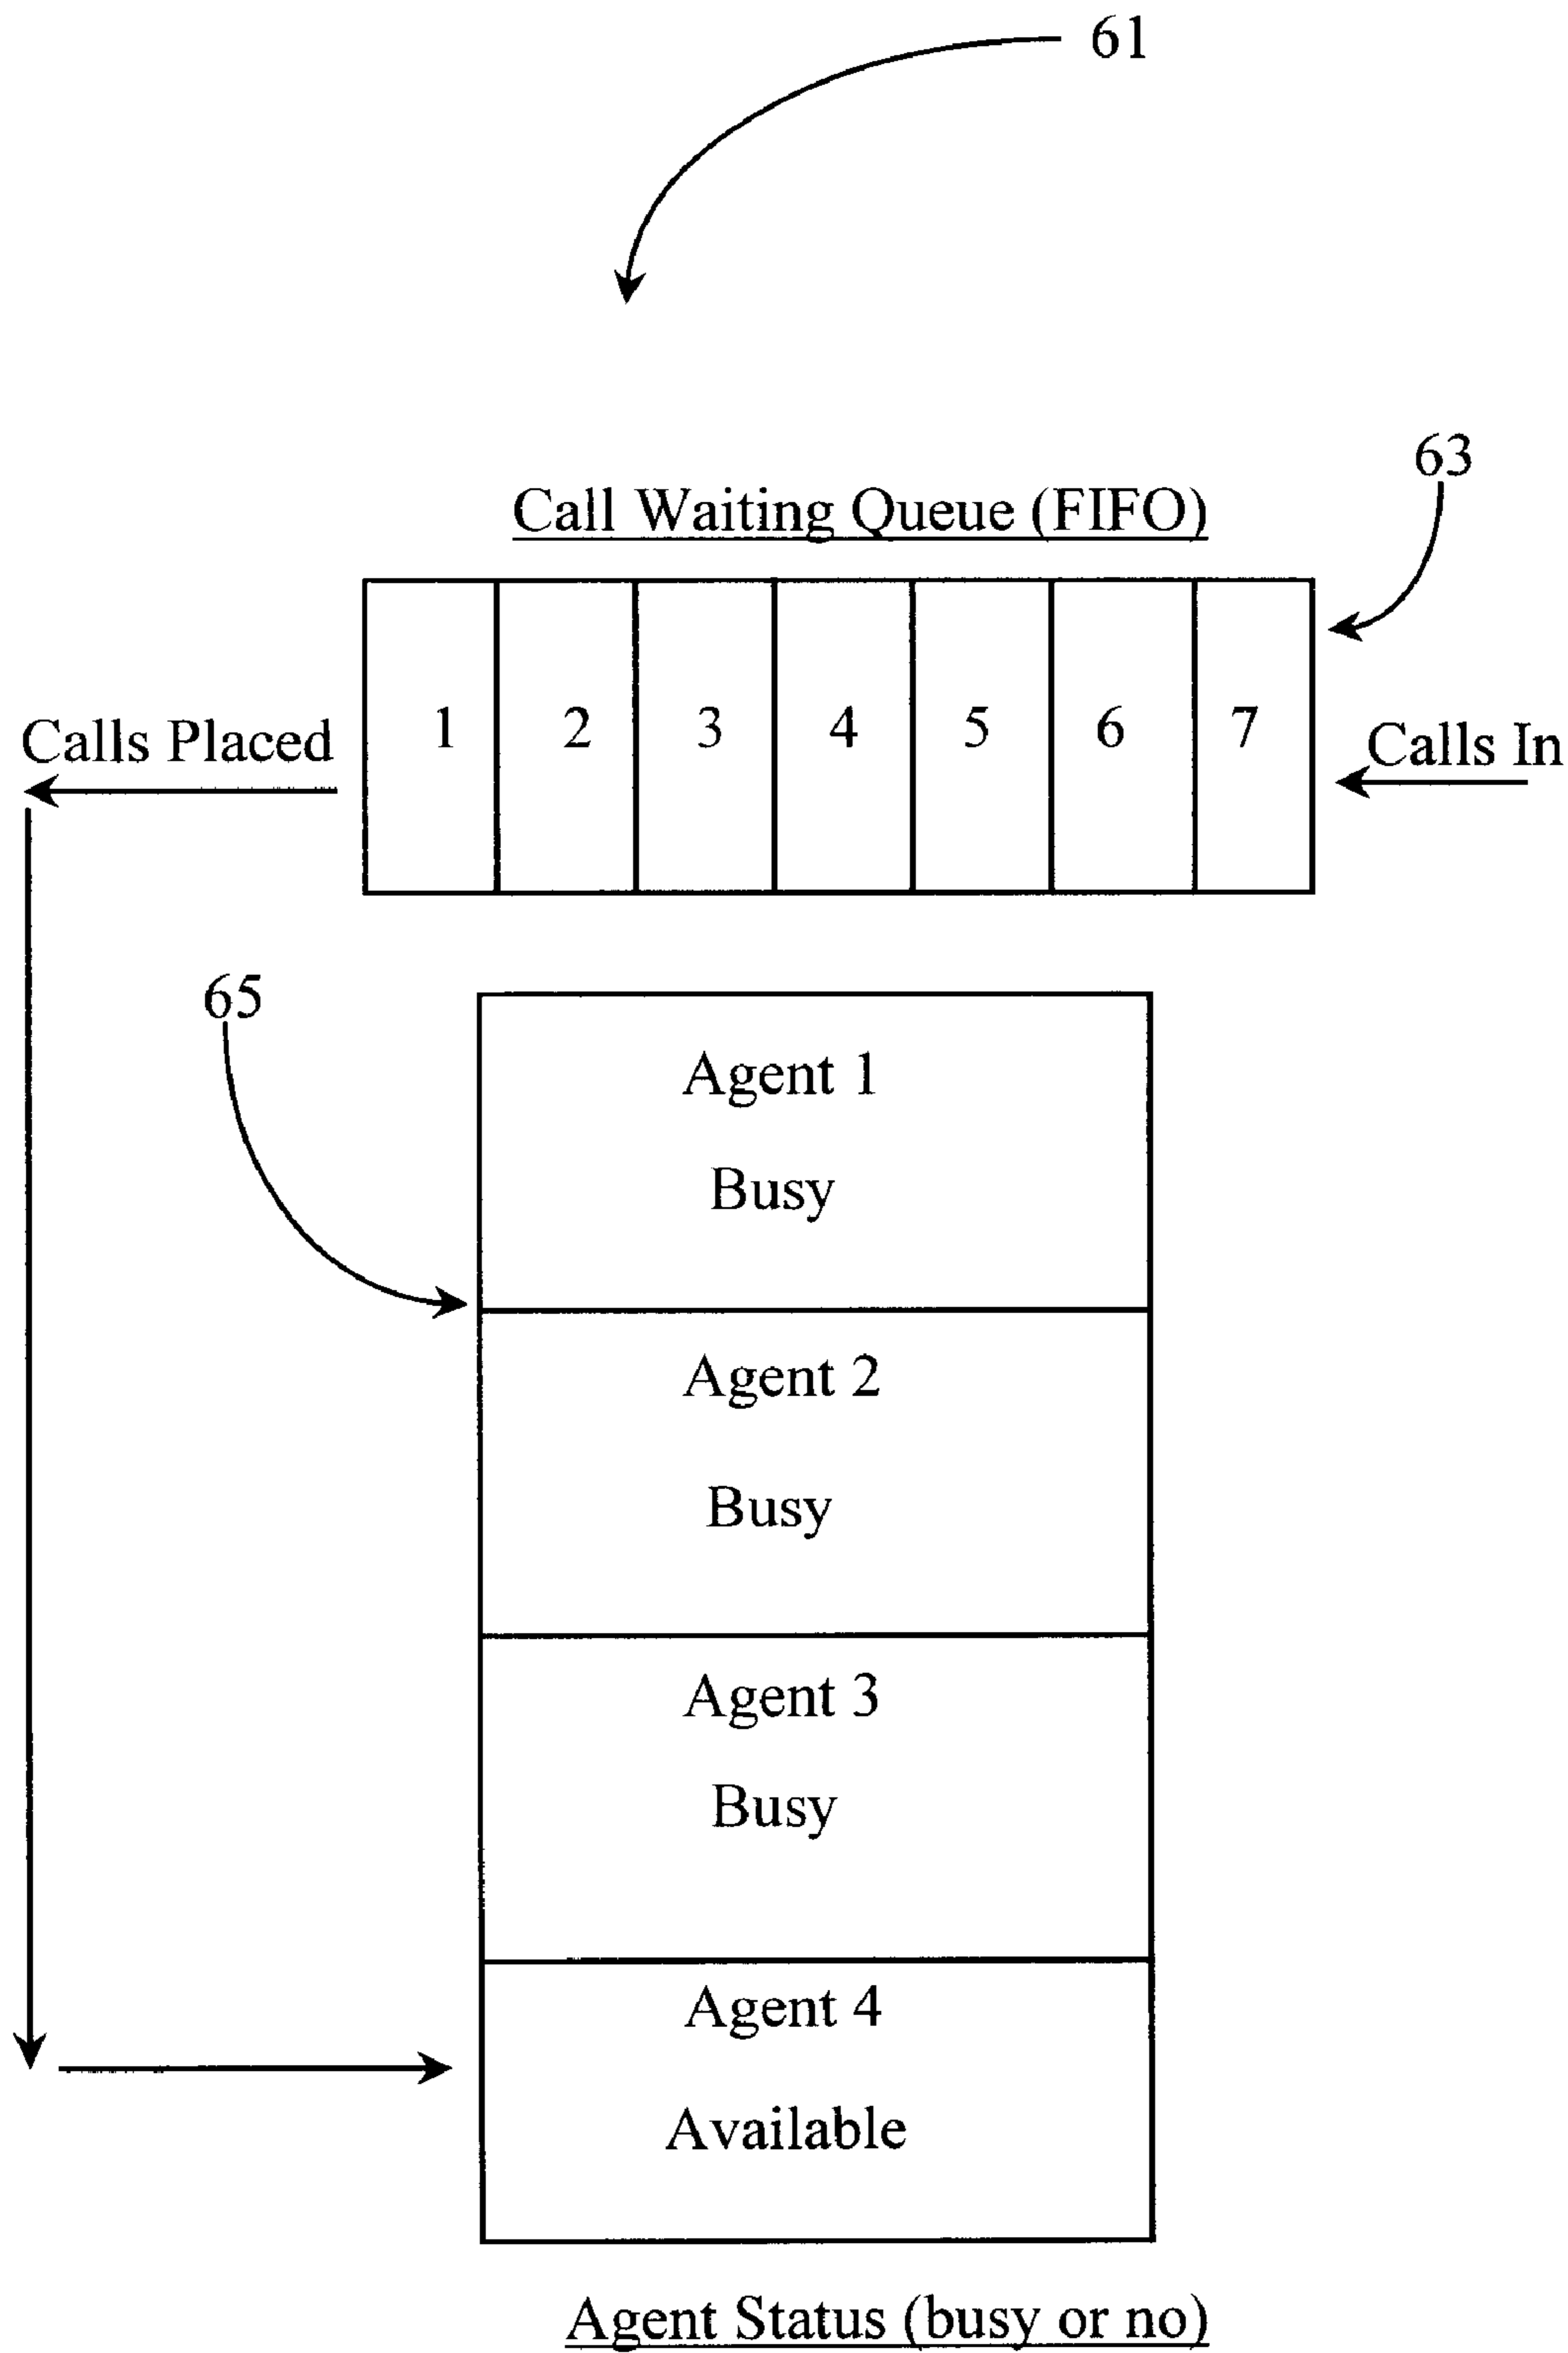 61
63
Call Waiting Queue (FIFO)
1 2 3 4 5 6 7
Calls Placed
Calls In
65
Agent 1
Busy
Agent 2
Busy
Agent 3
Busy
Agent 4
Available
Agent Status (busy or no)